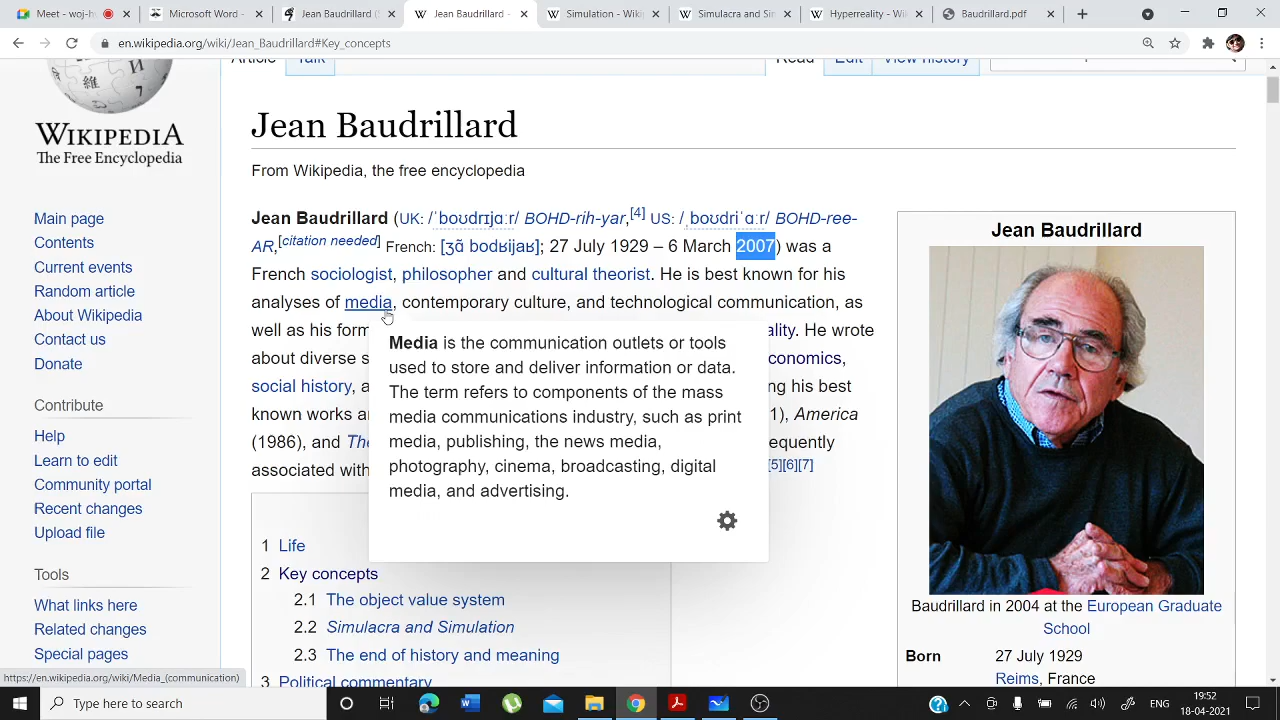 Meet - woj
Microsoft Word -
Jean Baudrillard
Jean Baudrillard -
Simulation - Wiki
Simulacra and Sim
Hyperreality - Wiki
Baudrillard.pdf
en.wikipedia.org/wiki/Jean_Baudrillard#Key_concepts
Article Talk Read Edit View history
WIKIPEDIA
The Free Encyclopedia
Main page
Contents
Current events
Random article
About Wikipedia
Contact us
Donate
Contribute
Help
Learn to edit
Community portal
Recent changes
Upload file
Tools
What links here
Related changes
Special pages
Jean Baudrillard
From Wikipedia, the free encyclopedia
Jean Baudrillard (UK: /ˈboʊdrɪjɑːr/ BOHD-rih-yar,[4] US: /ˌboʊdriˈɑːr/ BOHD-ree-
AR,[citation needed] French: [ʒɑ̃ bodʁijaʁ]; 27 July 1929 – 6 March 2007) was a
French sociologist, philosopher and cultural theorist. He is best known for his
analyses of media, contemporary culture, and technological communication, as
well as his form ality. He wrote
about diverse s conomics,
social history, a ng his best
known works a 1), America
(1986), and The equently
associated with [5][6][7]
Media is the communication outlets or tools
used to store and deliver information or data.
The term refers to components of the mass
media communications industry, such as print
media, publishing, the news media,
photography, cinema, broadcasting, digital
media, and advertising.
1 Life
2 Key concepts
2.1 The object value system
2.2 Simulacra and Simulation
2.3 The end of history and meaning
3 Political commentary
Jean Baudrillard
Baudrillard in 2004 at the European Graduate
School
Born 27 July 1929
Reims, France
https://en.wikipedia.org/wiki/Media_(communication)
Type here to search
ENG
19:52
18-04-2021